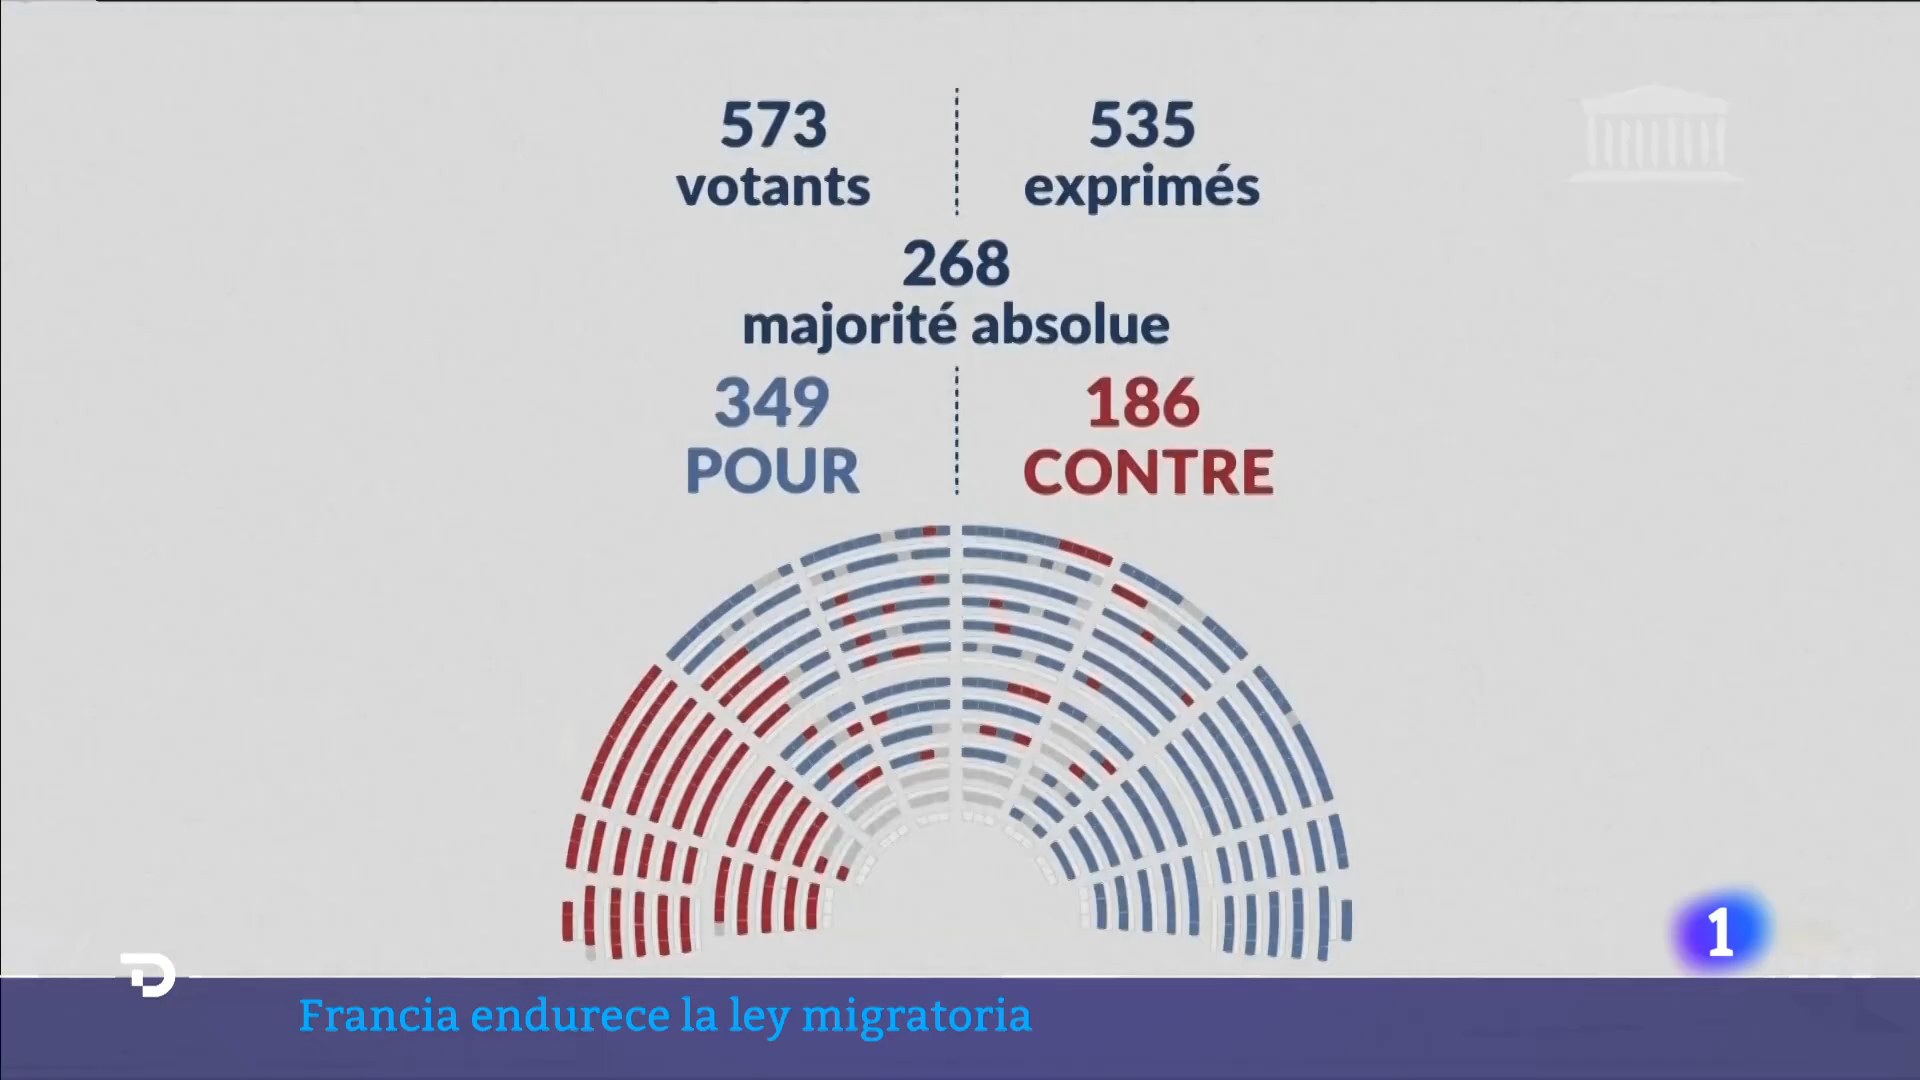 573
votants
535
exprimés
268
majorité absolue
349
POUR
186
CONTRE
1
Francia endurece la ley migratoria